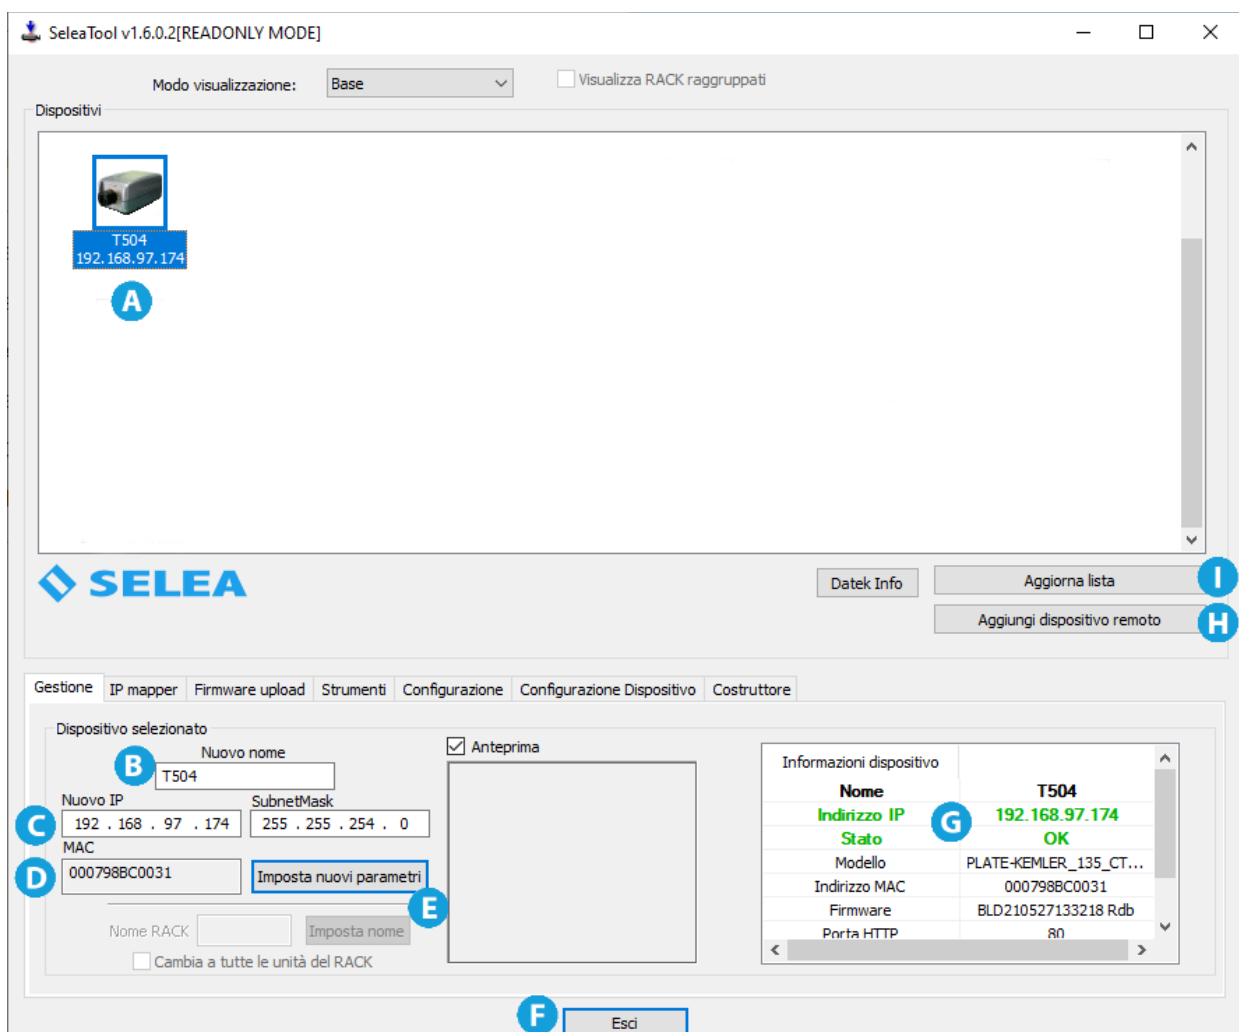 SeleaTool v1.6.0.2[READONLY MODE]
Modo visualizzazione: Base Visualizza RACK raggruppati
Dispositivi
T504
192.168.97.174
A
SELEA
Datek Info
Aggiorna lista I
Aggiungi dispositivo remoto H
Gestione IP mapper Firmware upload Strumenti Configurazione Configurazione Dispositivo Costruttore
Dispositivo selezionato
Nuovo nome
B T504
Nuovo IP SubnetMask
C 192 . 168 . 97 . 174 255 . 255 . 254 . 0
MAC
D 000798BC0031 Imposta nuovi parametri E
Nome RACK Imposta nome
Cambia a tutte le unità del RACK
Anteprima
Informazioni dispositivo
Nome T504
Indirizzo IP G 192.168.97.174
Stato OK
Modello PLATE-KEMLER_135_CT...
Indirizzo MAC 000798BC0031
Firmware BLD210527133218 Rdb
Porta HTTP 80
F Esci